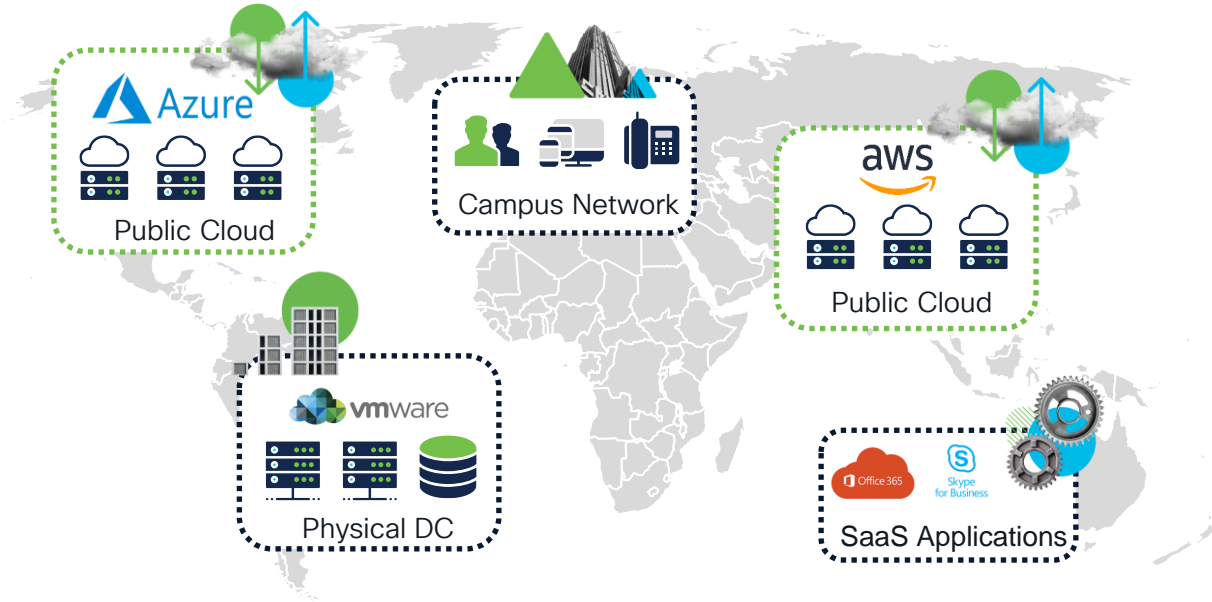 Azure
Public Cloud
Campus Network
aws
Public Cloud
vmware
Physical DC
Office 365
S
Skype
for Business
SaaS Applications